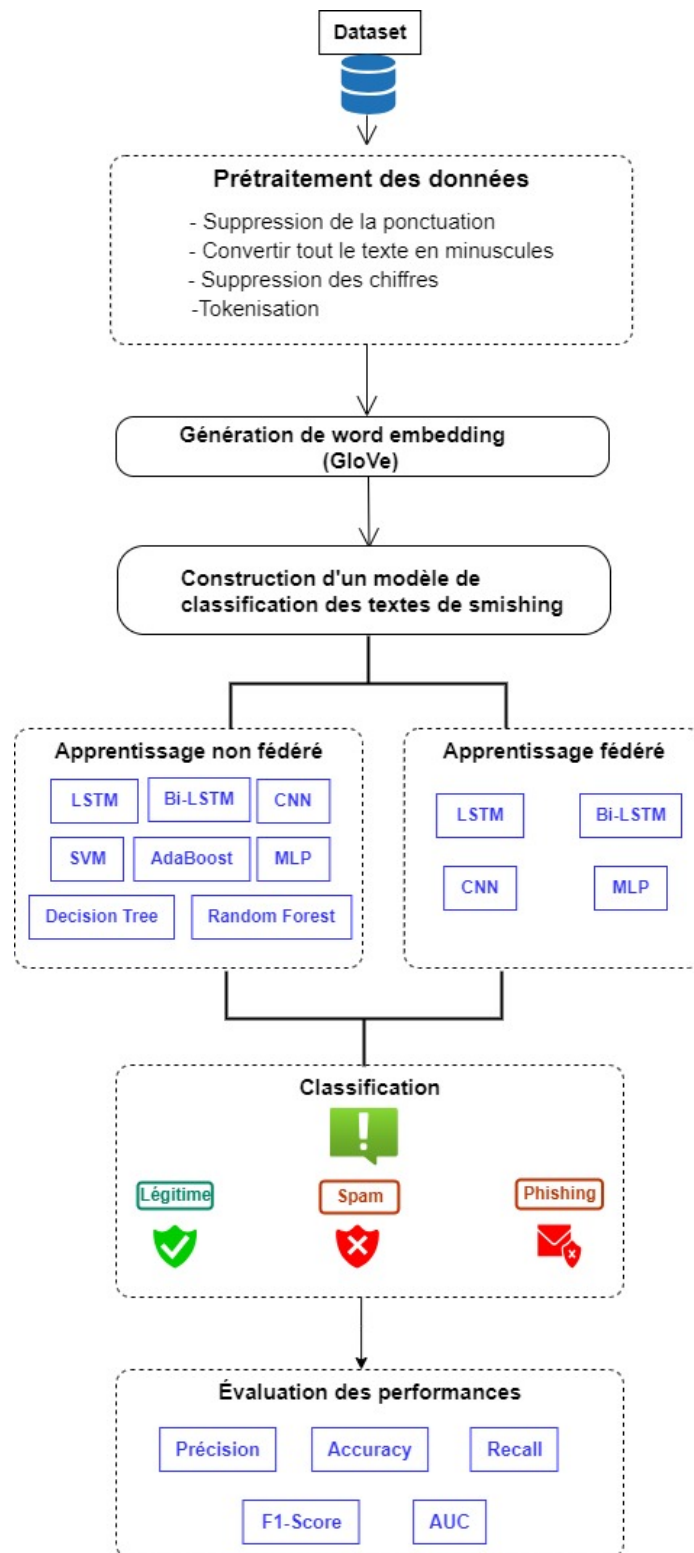 Dataset
Prétraitement des données
- Suppression de la ponctuation
- Convertir tout le texte en minuscules
- Suppression des chiffres
-Tokenisation
Génération de word embedding
(GloVe)
Construction d'un modèle de
classification des textes de smishing
Apprentissage non fédéré
LSTM
Bi-LSTM
CNN
SVM
AdaBoost
MLP
Decision Tree
Random Forest
Apprentissage fédéré
LSTM
Bi-LSTM
CNN
MLP
Classification
Légitime
Spam
Phishing
Évaluation des performances
Précision
Accuracy
Recall
F1-Score
AUC